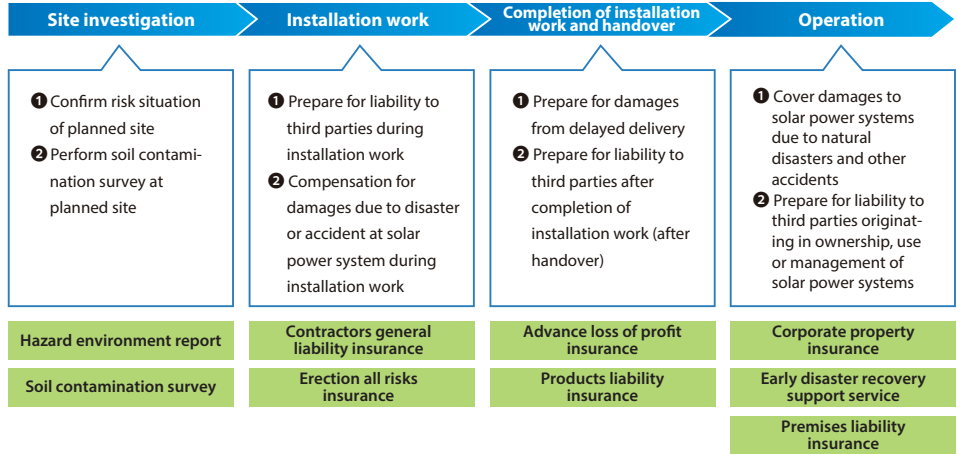 Site investigation
Installation work
Completion of installation
work and handover
Operation
❶ Confirm risk situation
of planned site
❷ Perform soil contami-
nation survey at
planned site
❶ Prepare for liability to
third parties during
installation work
❷ Compensation for
damages due to disaster
or accident at solar
power system during
installation work
❶ Prepare for damages
from delayed delivery
❷ Prepare for liability to
third parties after
completion of
installation work (after
handover)
❶ Cover damages to
solar power systems
due to natural
disasters and other
accidents
❷ Prepare for liability to
third parties originat-
ing in ownership, use
or management of
solar power systems
Hazard environment report
Soil contamination survey
Contractors general
liability insurance
Erection all risks
insurance
Advance loss of profit
insurance
Products liability
insurance
Corporate property
insurance
Early disaster recovery
support service
Premises liability
insurance